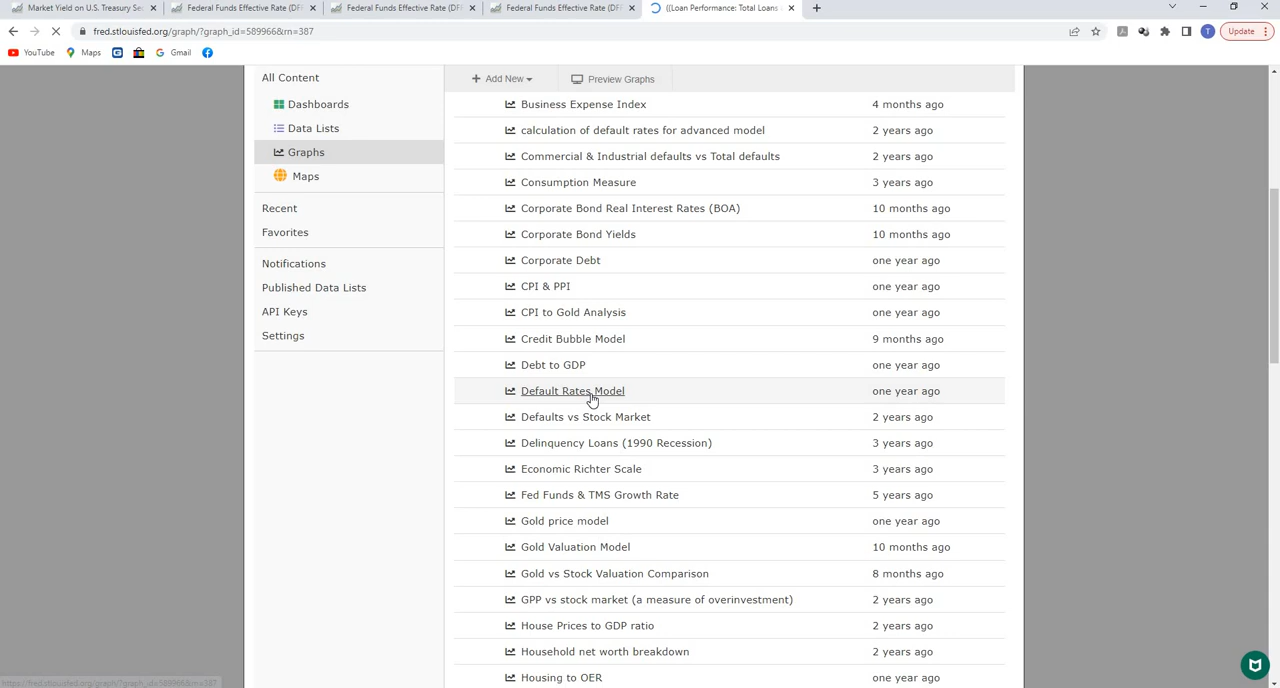 Market Yield on U.S. Treasury Se
Federal Funds Effective Rate (DF
Federal Funds Effective Rate (DF
Federal Funds Effective Rate (DF
((Loan Performance: Total Loans
fred.stlouisfed.org/graph/?graph_id=589966&rn=387
T
Update
YouTube
Maps
Gmail
All Content
Add New
Preview Graphs
Dashboards
Data Lists
Graphs
Maps
Recent
Favorites
Notifications
Published Data Lists
API Keys
Settings
Business Expense Index 4 months ago
calculation of default rates for advanced model 2 years ago
Commercial & Industrial defaults vs Total defaults 2 years ago
Consumption Measure 3 years ago
Corporate Bond Real Interest Rates (BOA) 10 months ago
Corporate Bond Yields 10 months ago
Corporate Debt one year ago
CPI & PPI one year ago
CPI to Gold Analysis one year ago
Credit Bubble Model 9 months ago
Debt to GDP one year ago
Default Rates Model one year ago
Defaults vs Stock Market 2 years ago
Delinquency Loans (1990 Recession) 3 years ago
Economic Richter Scale 3 years ago
Fed Funds & TMS Growth Rate 5 years ago
Gold price model one year ago
Gold Valuation Model 10 months ago
Gold vs Stock Valuation Comparison 8 months ago
GPP vs stock market (a measure of overinvestment) 2 years ago
House Prices to GDP ratio 2 years ago
Household net worth breakdown 2 years ago
Housing to OER one year ago
https://fred.stlouisfed.org/graph/?graph_id=589966&rn=387